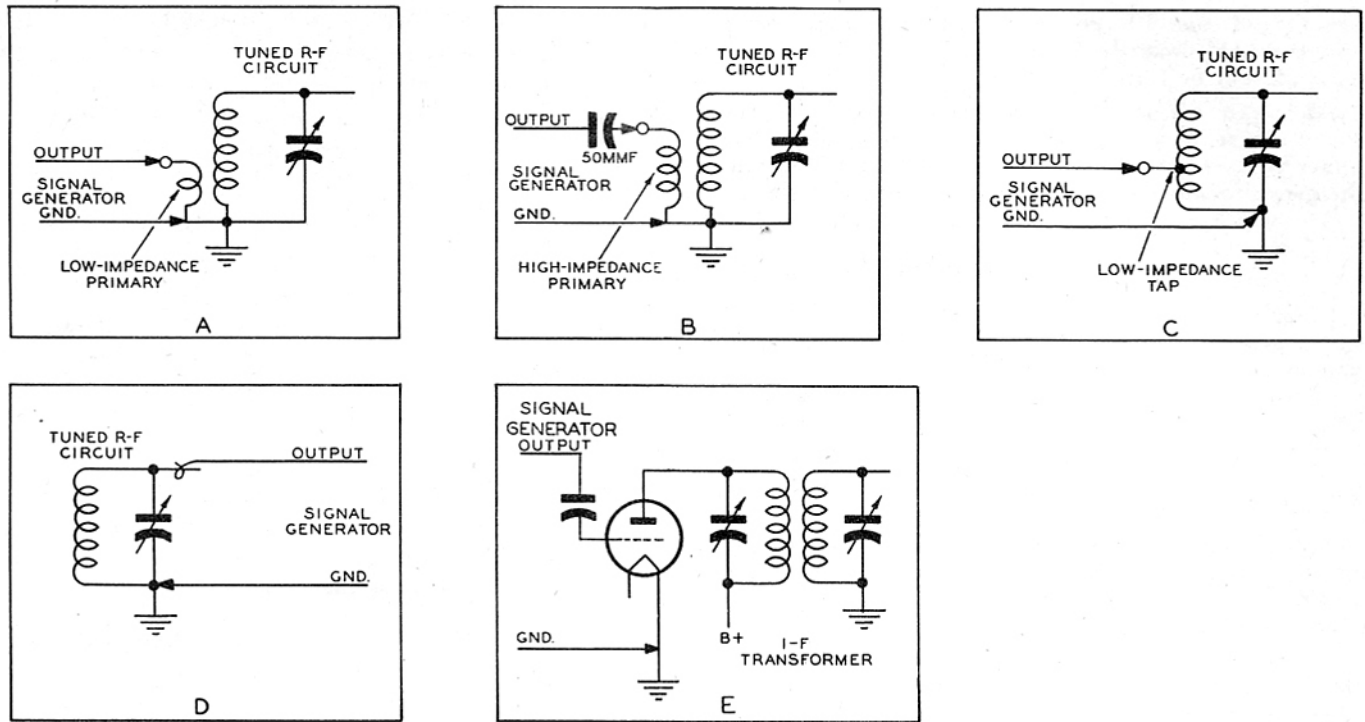 TUNED R-F
CIRCUIT
OUTPUT
SIGNAL
GENERATOR
GND.
LOW-IMPEDANCE
PRIMARY
A
TUNED R-F
CIRCUIT
OUTPUT
50MMF
SIGNAL
GENERATOR
GND.
HIGH-IMPEDANCE
PRIMARY
B
TUNED R-F
CIRCUIT
OUTPUT
SIGNAL
GENERATOR
GND.
LOW-IMPEDANCE
TAP
C
TUNED R-F
CIRCUIT
OUTPUT
SIGNAL
GENERATOR
GND.
D
SIGNAL
GENERATOR
OUTPUT
GND.
B+
I-F
TRANSFORMER
E